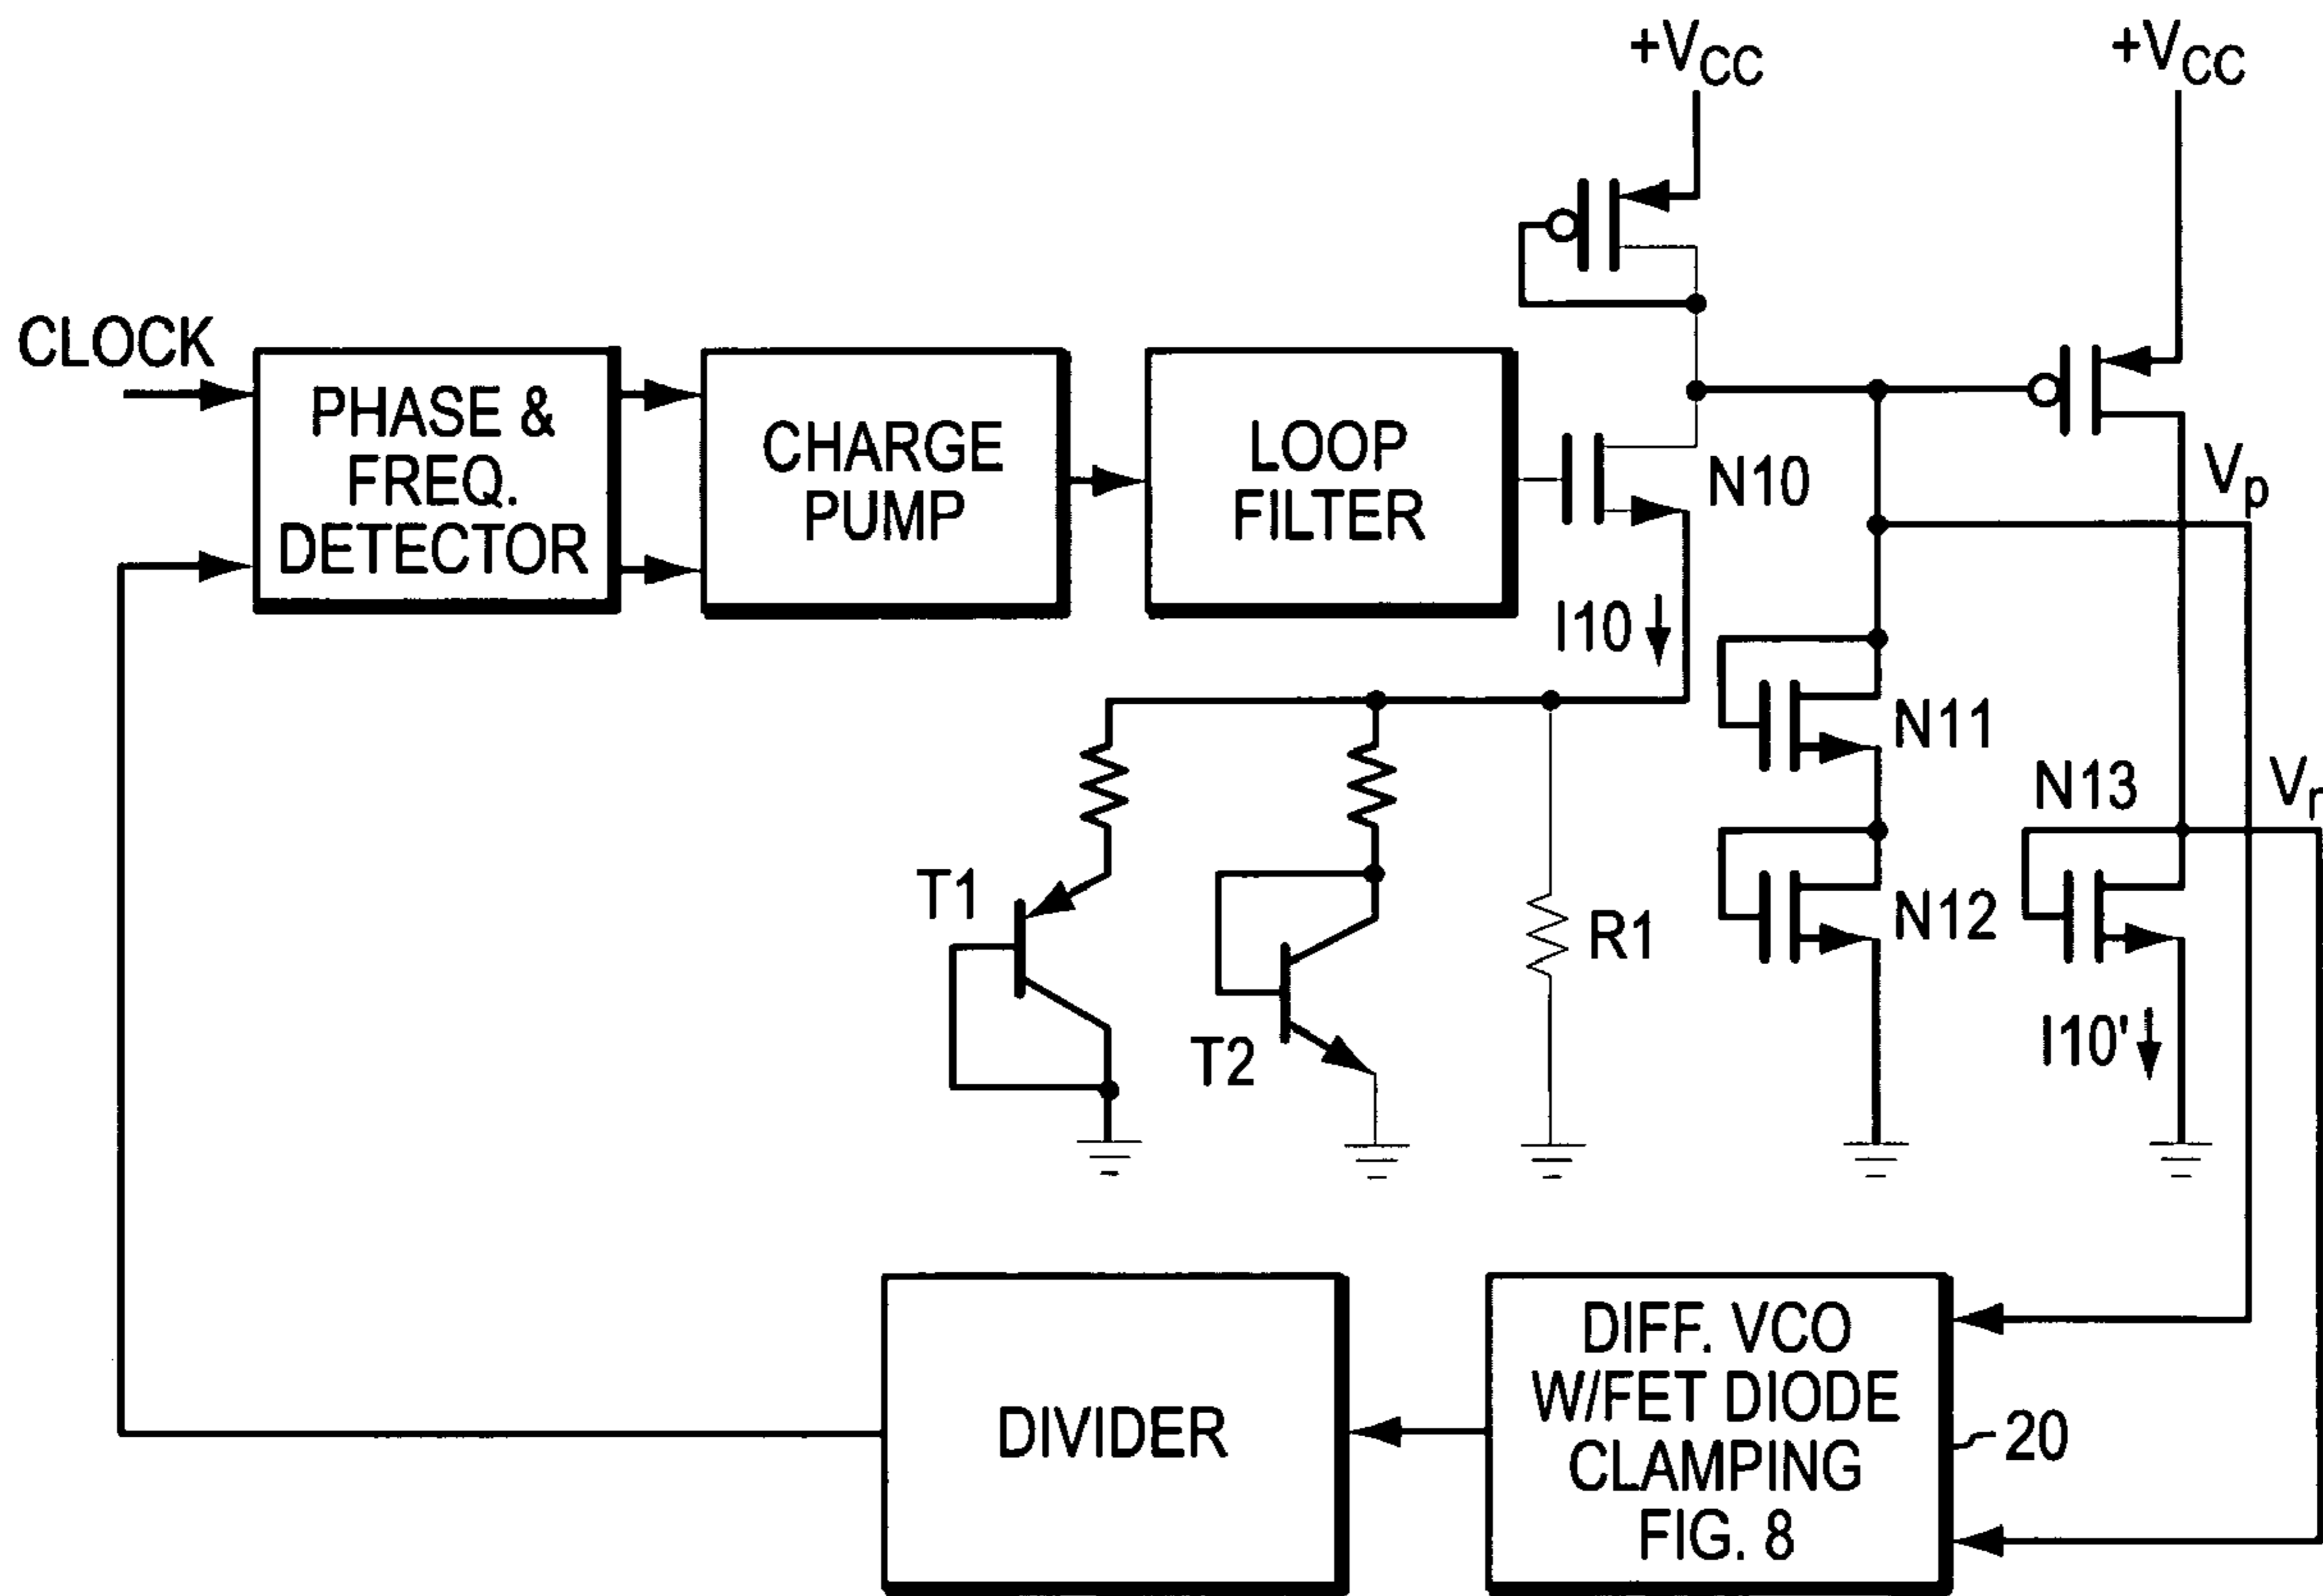 +VCC
+VCC
CLOCK
PHASE &
FREQ.
DETECTOR
CHARGE
PUMP
LOOP
FILTER
N10
Vp
I10
N11
N13
Vr
T1
N12
R1
T2
I10'
DIVIDER
DIFF. VCO
W/FET DIODE
CLAMPING
FIG. 8
20